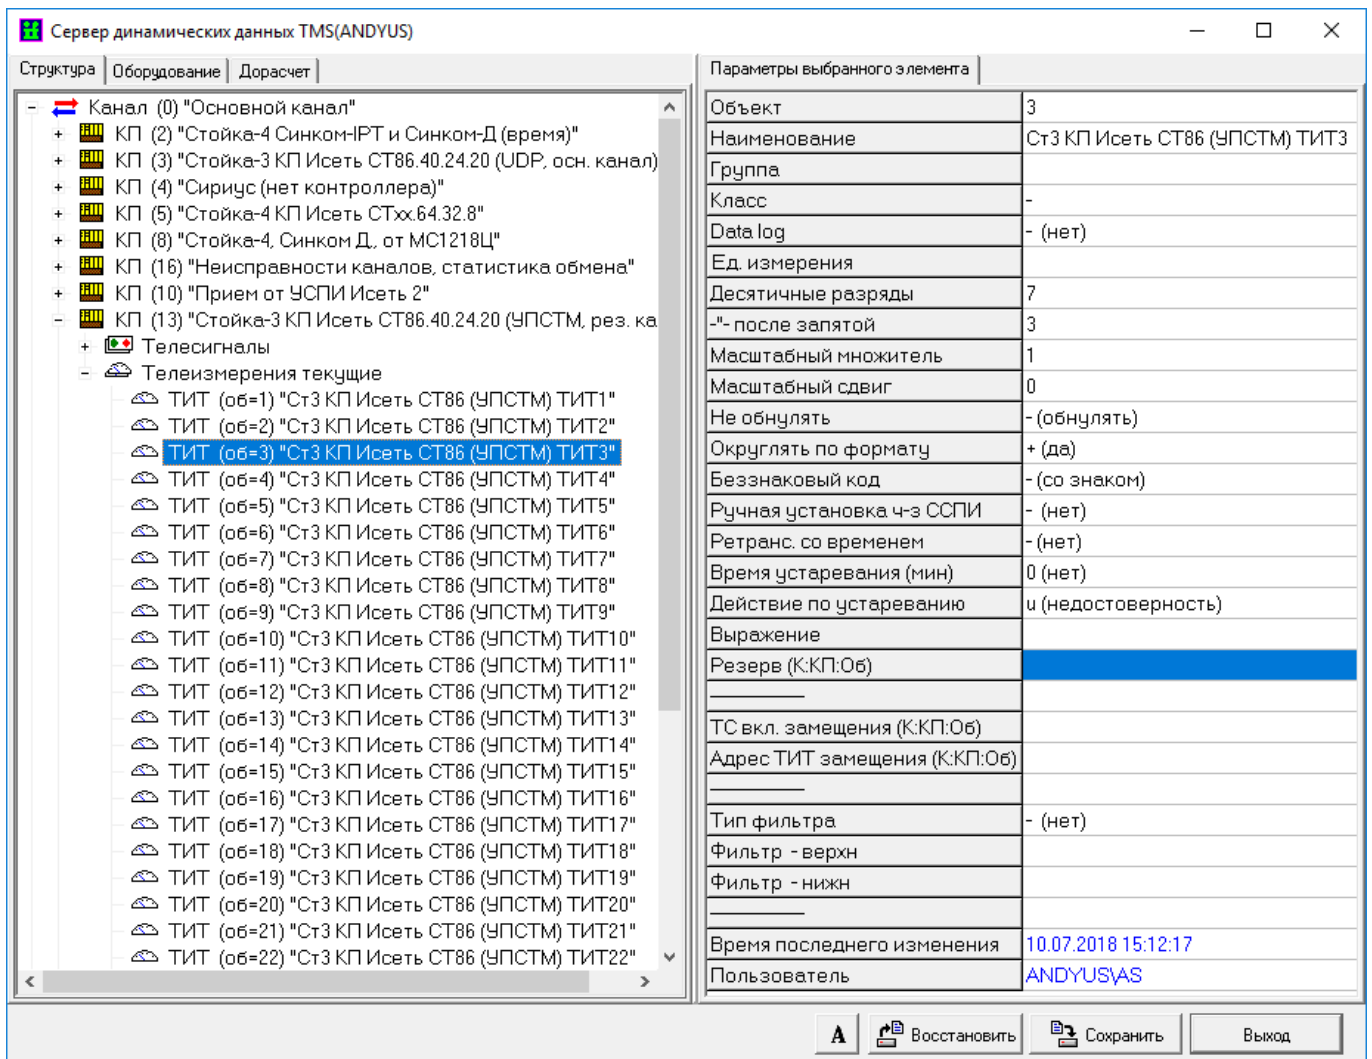 Сервер динамических данных TMS(ANDYUS)
Структура Оборудование Дорасчет
Канал (0) "Основной канал"
КП (2) "Стойка-4 Синком-IPT и Синком-Д (время)"
КП (3) "Стойка-3 КП Исеть СТ86.40.24.20 (UDP, осн. канал)
КП (4) "Сириус (нет контроллера)"
КП (5) "Стойка-4 КП Исеть СТхх.64.32.8"
КП (8) "Стойка-4, Синком Д., от МС1218Ц"
КП (16) "Неисправности каналов, статистика обмена"
КП (10) "Прием от УСПИ Исеть 2"
КП (13) "Стойка-3 КП Исеть СТ86.40.24.20 (УПСТМ, рез. ка
Телесигналы
Телеизмерения текущие
ТИТ (об=1) "Ст3 КП Исеть СТ86 (УПСТМ) ТИТ1"
ТИТ (об=2) "Ст3 КП Исеть СТ86 (УПСТМ) ТИТ2"
ТИТ (об=3) "Ст3 КП Исеть СТ86 (УПСТМ) ТИТ3"
ТИТ (об=4) "Ст3 КП Исеть СТ86 (УПСТМ) ТИТ4"
ТИТ (об=5) "Ст3 КП Исеть СТ86 (УПСТМ) ТИТ5"
ТИТ (об=6) "Ст3 КП Исеть СТ86 (УПСТМ) ТИТ6"
ТИТ (об=7) "Ст3 КП Исеть СТ86 (УПСТМ) ТИТ7"
ТИТ (об=8) "Ст3 КП Исеть СТ86 (УПСТМ) ТИТ8"
ТИТ (об=9) "Ст3 КП Исеть СТ86 (УПСТМ) ТИТ9"
ТИТ (об=10) "Ст3 КП Исеть СТ86 (УПСТМ) ТИТ10"
ТИТ (об=11) "Ст3 КП Исеть СТ86 (УПСТМ) ТИТ11"
ТИТ (об=12) "Ст3 КП Исеть СТ86 (УПСТМ) ТИТ12"
ТИТ (об=13) "Ст3 КП Исеть СТ86 (УПСТМ) ТИТ13"
ТИТ (об=14) "Ст3 КП Исеть СТ86 (УПСТМ) ТИТ14"
ТИТ (об=15) "Ст3 КП Исеть СТ86 (УПСТМ) ТИТ15"
ТИТ (об=16) "Ст3 КП Исеть СТ86 (УПСТМ) ТИТ16"
ТИТ (об=17) "Ст3 КП Исеть СТ86 (УПСТМ) ТИТ17"
ТИТ (об=18) "Ст3 КП Исеть СТ86 (УПСТМ) ТИТ18"
ТИТ (об=19) "Ст3 КП Исеть СТ86 (УПСТМ) ТИТ19"
ТИТ (об=20) "Ст3 КП Исеть СТ86 (УПСТМ) ТИТ20"
ТИТ (об=21) "Ст3 КП Исеть СТ86 (УПСТМ) ТИТ21"
ТИТ (об=22) "Ст3 КП Исеть СТ86 (УПСТМ) ТИТ22"
Параметры выбранного элемента
Объект 3
Наименование Ст3 КП Исеть СТ86 (УПСТМ) ТИТ3
Группа
Класс -
Data log - (нет)
Ед. измерения
Десятичные разряды 7
-"- после запятой 3
Масштабный множитель 1
Масштабный сдвиг 0
Не обнулять - (обнулять)
Округлять по формату + (да)
Беззнаковый код - (со знаком)
Ручная установка ч-з ССПИ - (нет)
Ретранс. со временем - (нет)
Время устаревания (мин) 0 (нет)
Действие по устареванию u (недостоверность)
Выражение
Резерв (К:КП:Об)
ТС вкл. замещения (К:КП:Об)
Адрес ТИТ замещения (К:КП:Об)
Тип фильтра - (нет)
Фильтр - верхн
Фильтр - нижн
Время последнего изменения 10.07.2018 15:12:17
Пользователь ANDYUS\AS
A Восстановить Сохранить Выход